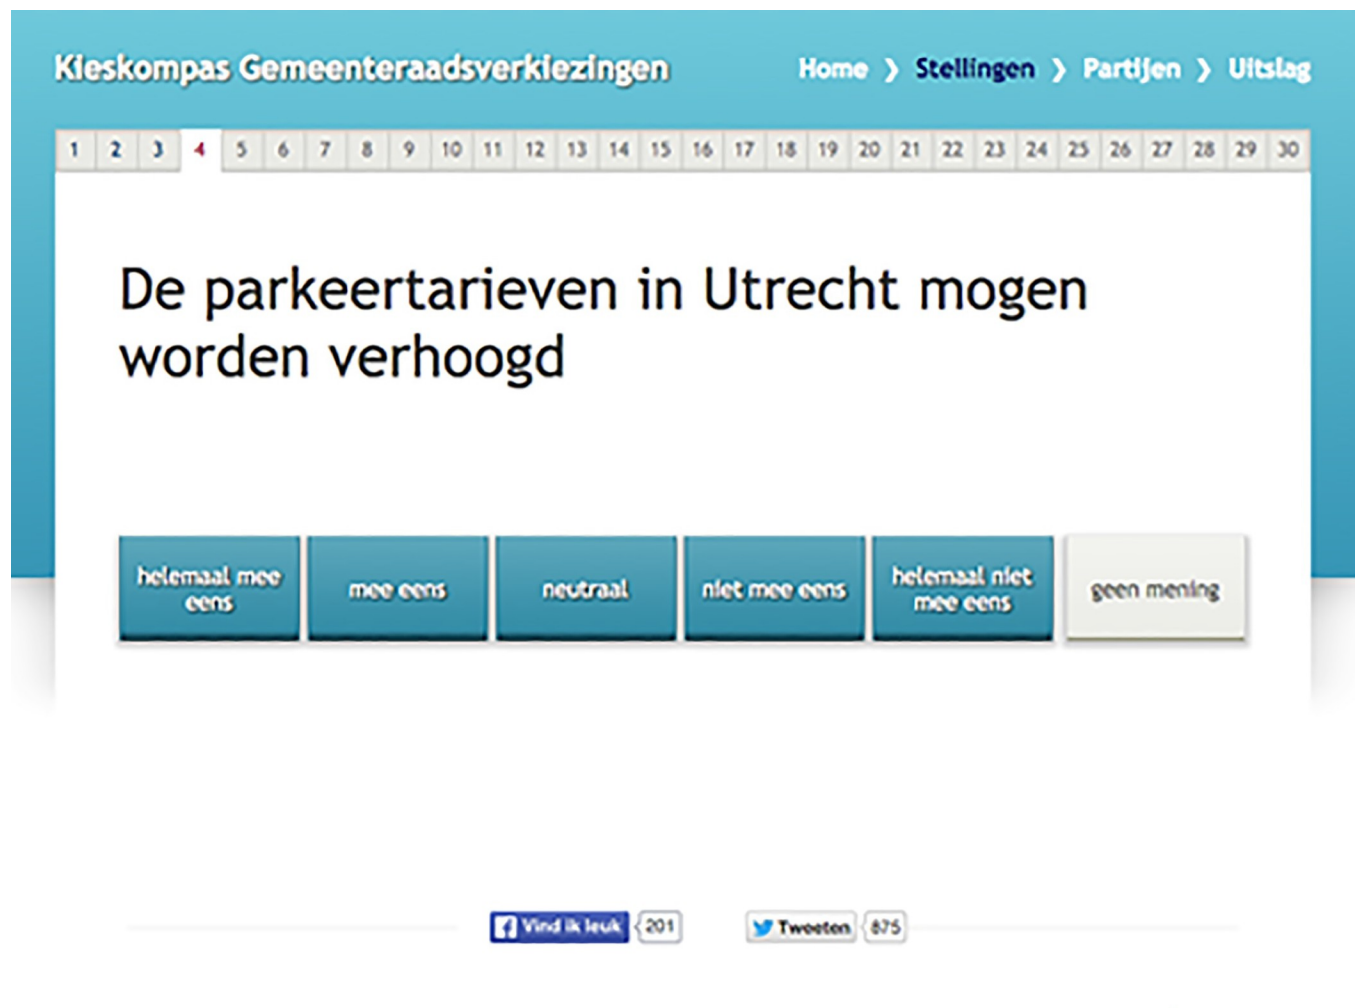 Kieskompas Gemeenteraadsverkiezingen
Home ❯ Stellingen ❯ Partijen ❯ Uitslag
1 2 3 4 5 6 7 8 9 10 11 12 13 14 15 16 17 18 19 20 21 22 23 24 25 26 27 28 29 30
De parkeertarieven in Utrecht mogen
worden verhoogd
helemaal mee
eens
mee eens
neutraal
niet mee eens
helemaal niet
mee eens
geen mening
Vind ik leuk 201
Tweeten 875